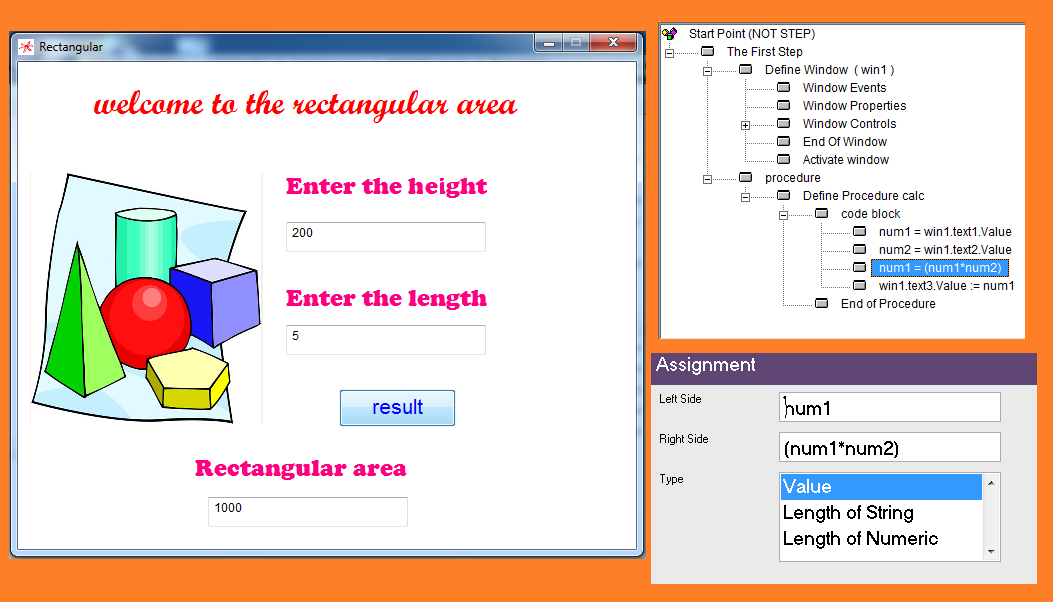 Rectangular
welcome to the rectangular area
Enter the height
200
Enter the length
5
result
Rectangular area
1000
Start Point (NOT STEP)
The First Step
Define Window ( win1 )
Window Events
Window Properties
Window Controls
End Of Window
Activate window
procedure
Define Procedure calc
code block
num1 = win1.text1.Value
num2 = win1.text2.Value
num1 = (num1*num2)
win1.text3.Value := num1
End of Procedure
Assignment
Left Side
num1
Right Side
(num1*num2)
Type
Value
Length of String
Length of Numeric